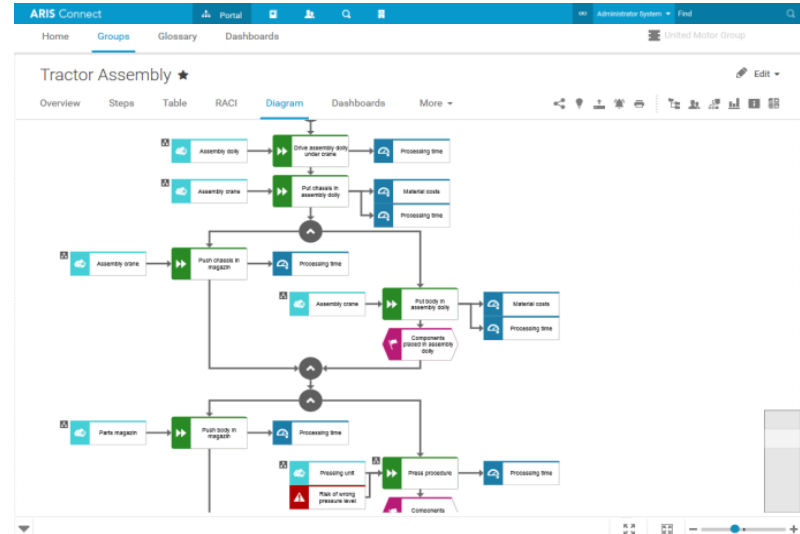 ARIS Connect
Portal
Administrator System
Find
Home
Groups
Glossary
Dashboards
United Motor Group
Tractor Assembly
Edit
Overview
Steps
Table
RACI
Diagram
Dashboards
More
Assembly dolly
Drive assembly dolly
under crane
Processing time
Assembly crane
Put chassis in
assembly dolly
Material costs
Processing time
Assembly crane
Push chassis in
magazin
Processing time
Assembly crane
Put body in
assembly dolly
Material costs
Processing time
Components
placed in assembly
dolly
Parts magazin
Push body in
magazin
Processing time
Pressing unit
Press procedure
Processing time
Risk of wrong
pressure level
Components